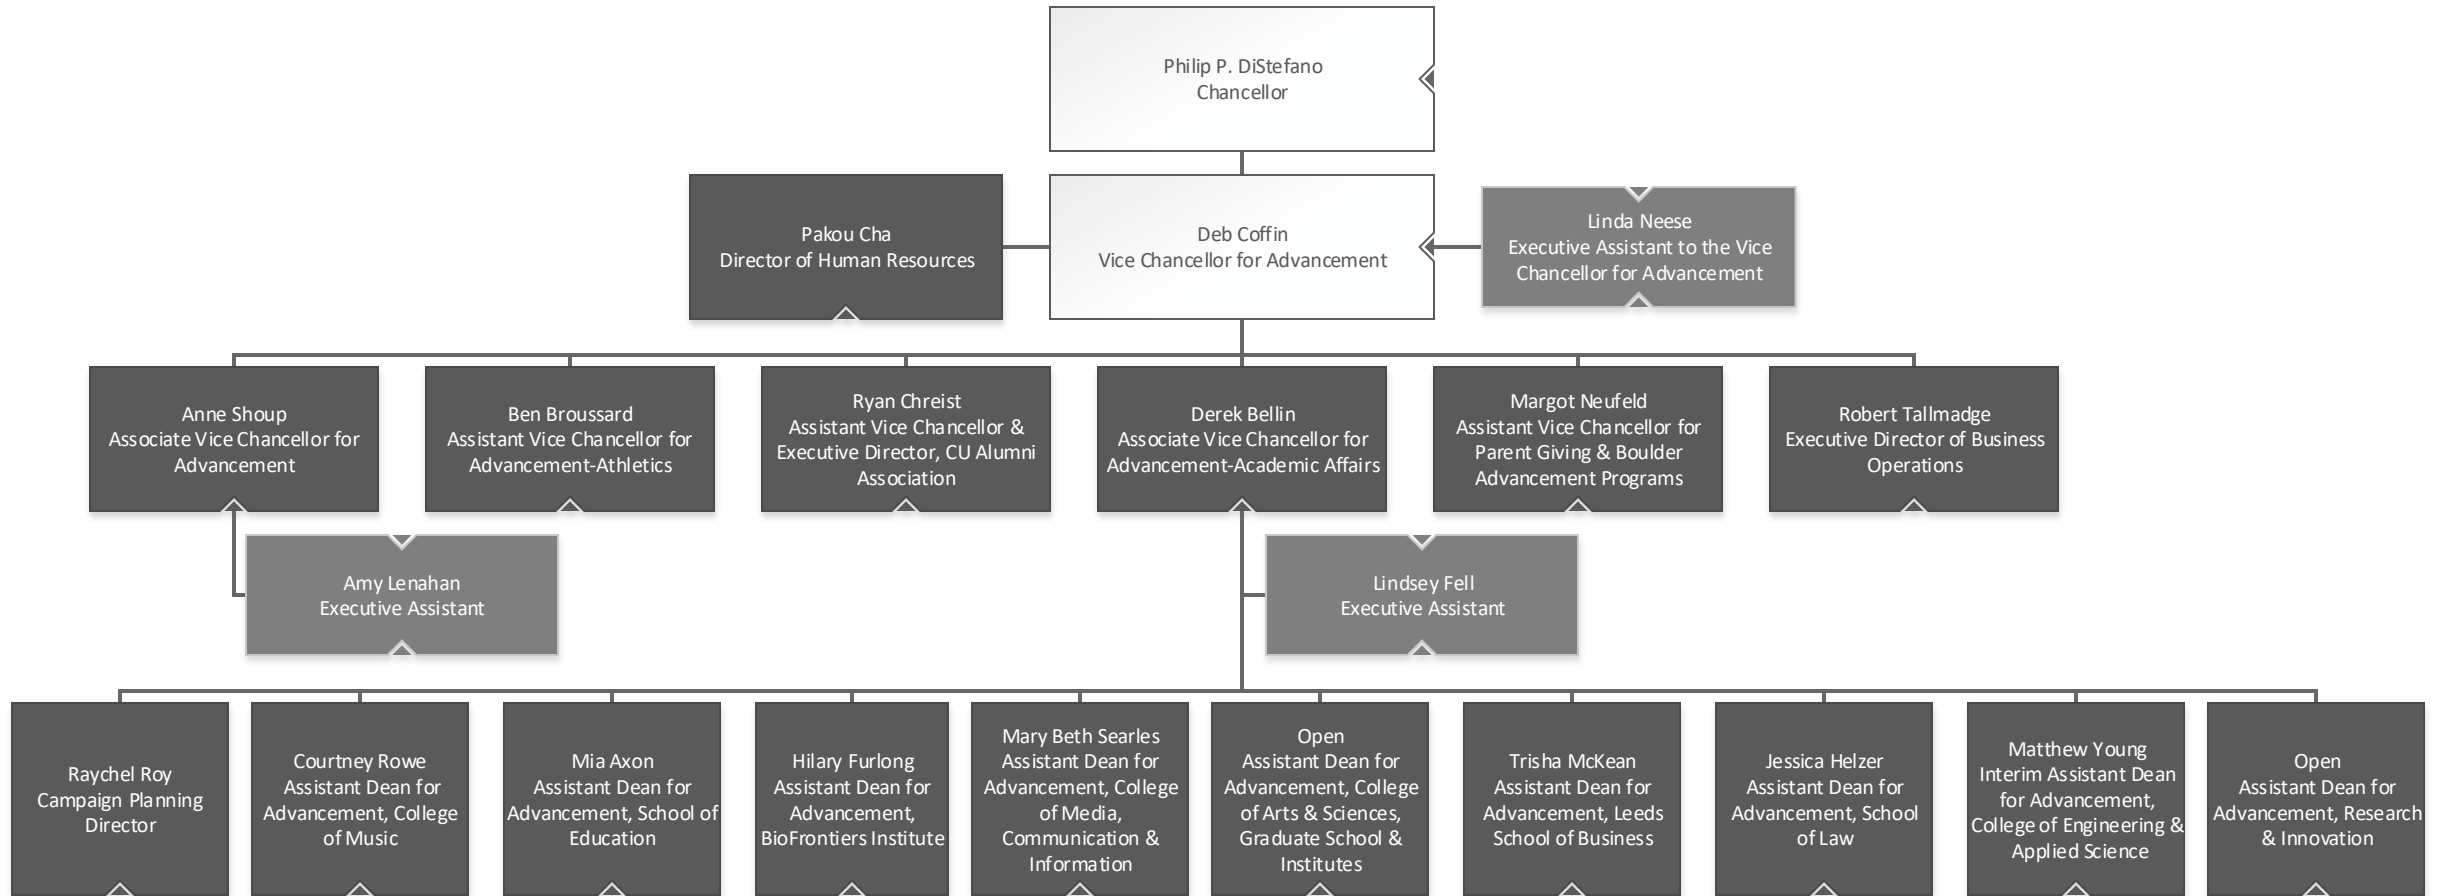 Philip P. DiStefano
Chancellor
Pakou Cha
Director of Human Resources
Deb Coffin
Vice Chancellor for Advancement
Linda Neese
Executive Assistant to the Vice
Chancellor for Advancement
Anne Shoup
Associate Vice Chancellor for
Advancement
Ben Broussard
Assistant Vice Chancellor for
Advancement-Athletics
Ryan Chreist
Assistant Vice Chancellor &
Executive Director, CU Alumni
Association
Derek Bellin
Associate Vice Chancellor for
Advancement-Academic Affairs
Margot Neufeld
Assistant Vice Chancellor for
Parent Giving & Boulder
Advancement Programs
Robert Tallmadge
Executive Director of Business
Operations
Amy Lenahan
Executive Assistant
Lindsey Fell
Executive Assistant
Raychel Roy
Campaign Planning
Director
Courtney Rowe
Assistant Dean for
Advancement, College
of Music
Mia Axon
Assistant Dean for
Advancement, School of
Education
Hilary Furlong
Assistant Dean for
Advancement,
BioFrontiers Institute
Mary Beth Searles
Assistant Dean for
Advancement, College
of Media,
Communication &
Information
Open
Assistant Dean for
Advancement, College
of Arts & Sciences,
Graduate School &
Institutes
Trisha McKean
Assistant Dean for
Advancement, Leeds
School of Business
Jessica Helzer
Assistant Dean for
Advancement, School
of Law
Matthew Young
Interim Assistant Dean
for Advancement,
College of Engineering &
Applied Science
Open
Assistant Dean for
Advancement, Research
& Innovation